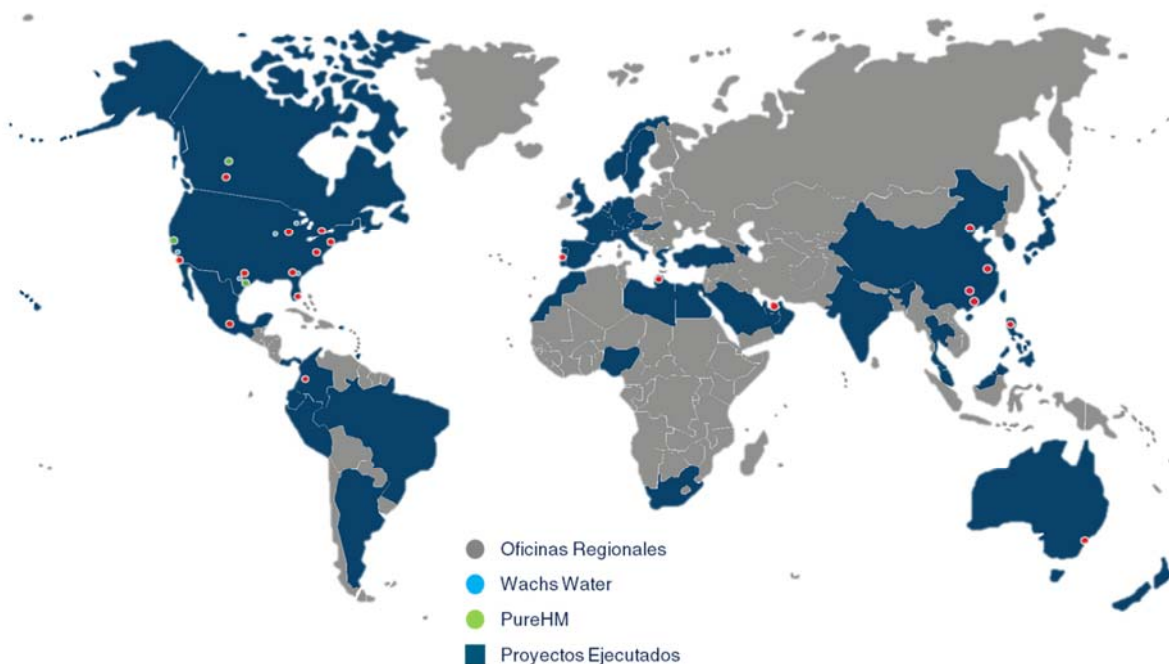 Oficinas Regionales
Wachs Water
PureHM
Proyectos Ejecutados